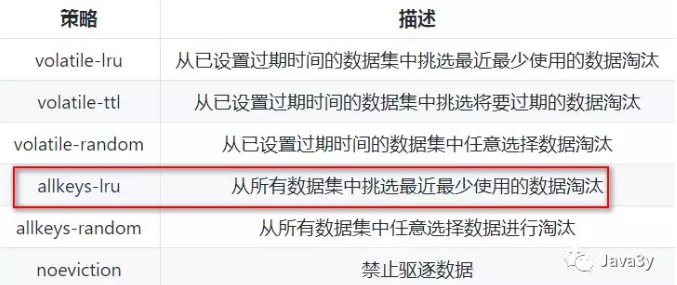 策略 描述
volatile-lru 从已设置过期时间的数据集中挑选最近最少使用的数据淘汰
volatile-ttl 从已设置过期时间的数据集中挑选将要过期的数据淘汰
volatile-random 从已设置过期时间的数据集中任意选择数据淘汰
allkeys-lru 从所有数据集中挑选最近最少使用的数据淘汰
allkeys-random 从所有数据集中任意选择数据进行淘汰
noeviction 禁止驱逐数据
Java3y